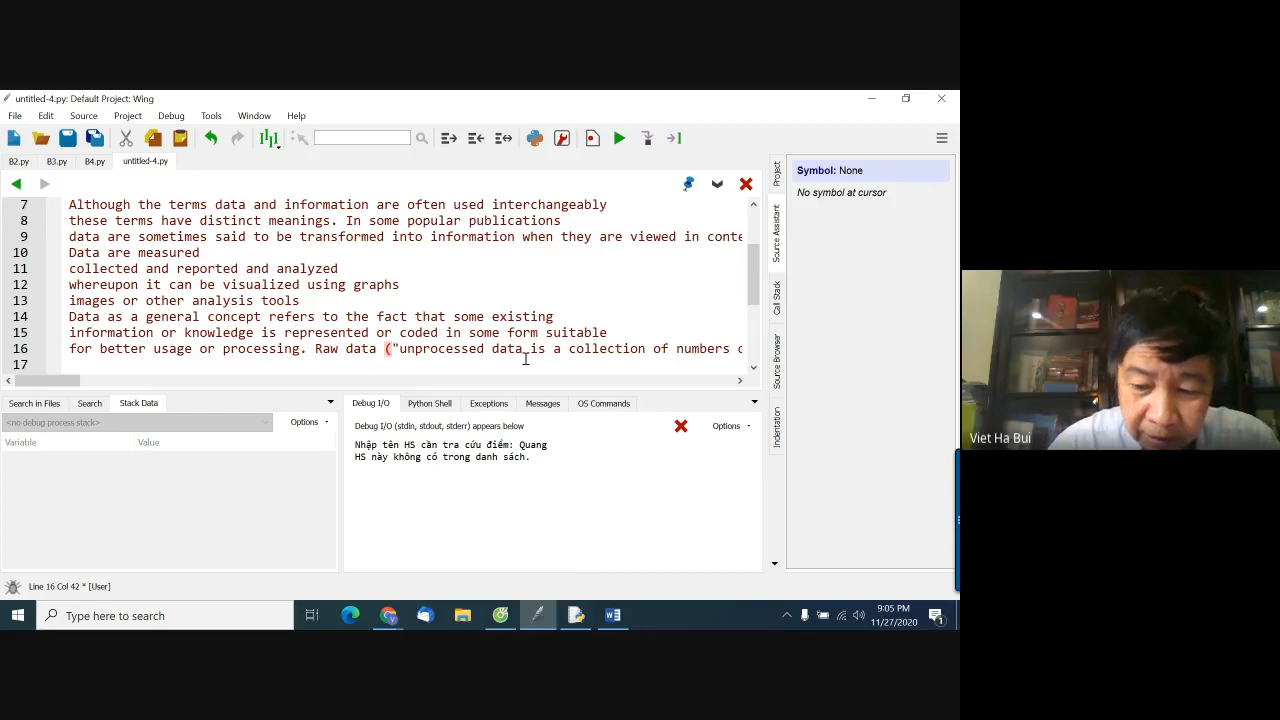 untitled-4.py: Default Project: Wing
File Edit Source Project Debug Tools Window Help
B2.py B3.py B4.py untitled-4.py
7 Although the terms data and information are often used interchangeably
8 these terms have distinct meanings. In some popular publications
9 data are sometimes said to be transformed into information when they are viewed in conte
10 Data are measured
11 collected and reported and analyzed
12 whereupon it can be visualized using graphs
13 images or other analysis tools
14 Data as a general concept refers to the fact that some existing
15 information or knowledge is represented or coded in some form suitable
16 for better usage or processing. Raw data ("unprocessed data is a collection of numbers
17
Project
Source Assistant
Call Stack
Source Browser
Indentation
Symbol: None
No symbol at cursor
Search in Files Search Stack Data
<no debug process stack> Options
Variable Value
Debug I/O Python Shell Exceptions Messages OS Commands
Debug I/O (stdin, stdout, stderr) appears below Options
Nhập tên HS cần tra cứu điểm: Quang
HS này không có trong danh sách.
Line 16 Col 42 * [User]
Type here to search
9:05 PM
11/27/2020
1
Viet Ha Bui